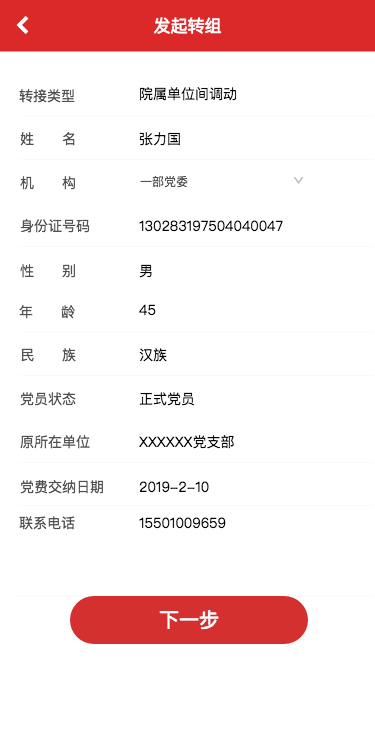 发起转组
转接类型 院属单位间调动
姓 名 张力国
机 构 一部党委
身份证号码 130283197504040047
性 别 男
年 龄 45
民 族 汉族
党员状态 正式党员
原所在单位 XXXXXX党支部
党费交纳日期 2019-2-10
联系电话 15501009659
下一步